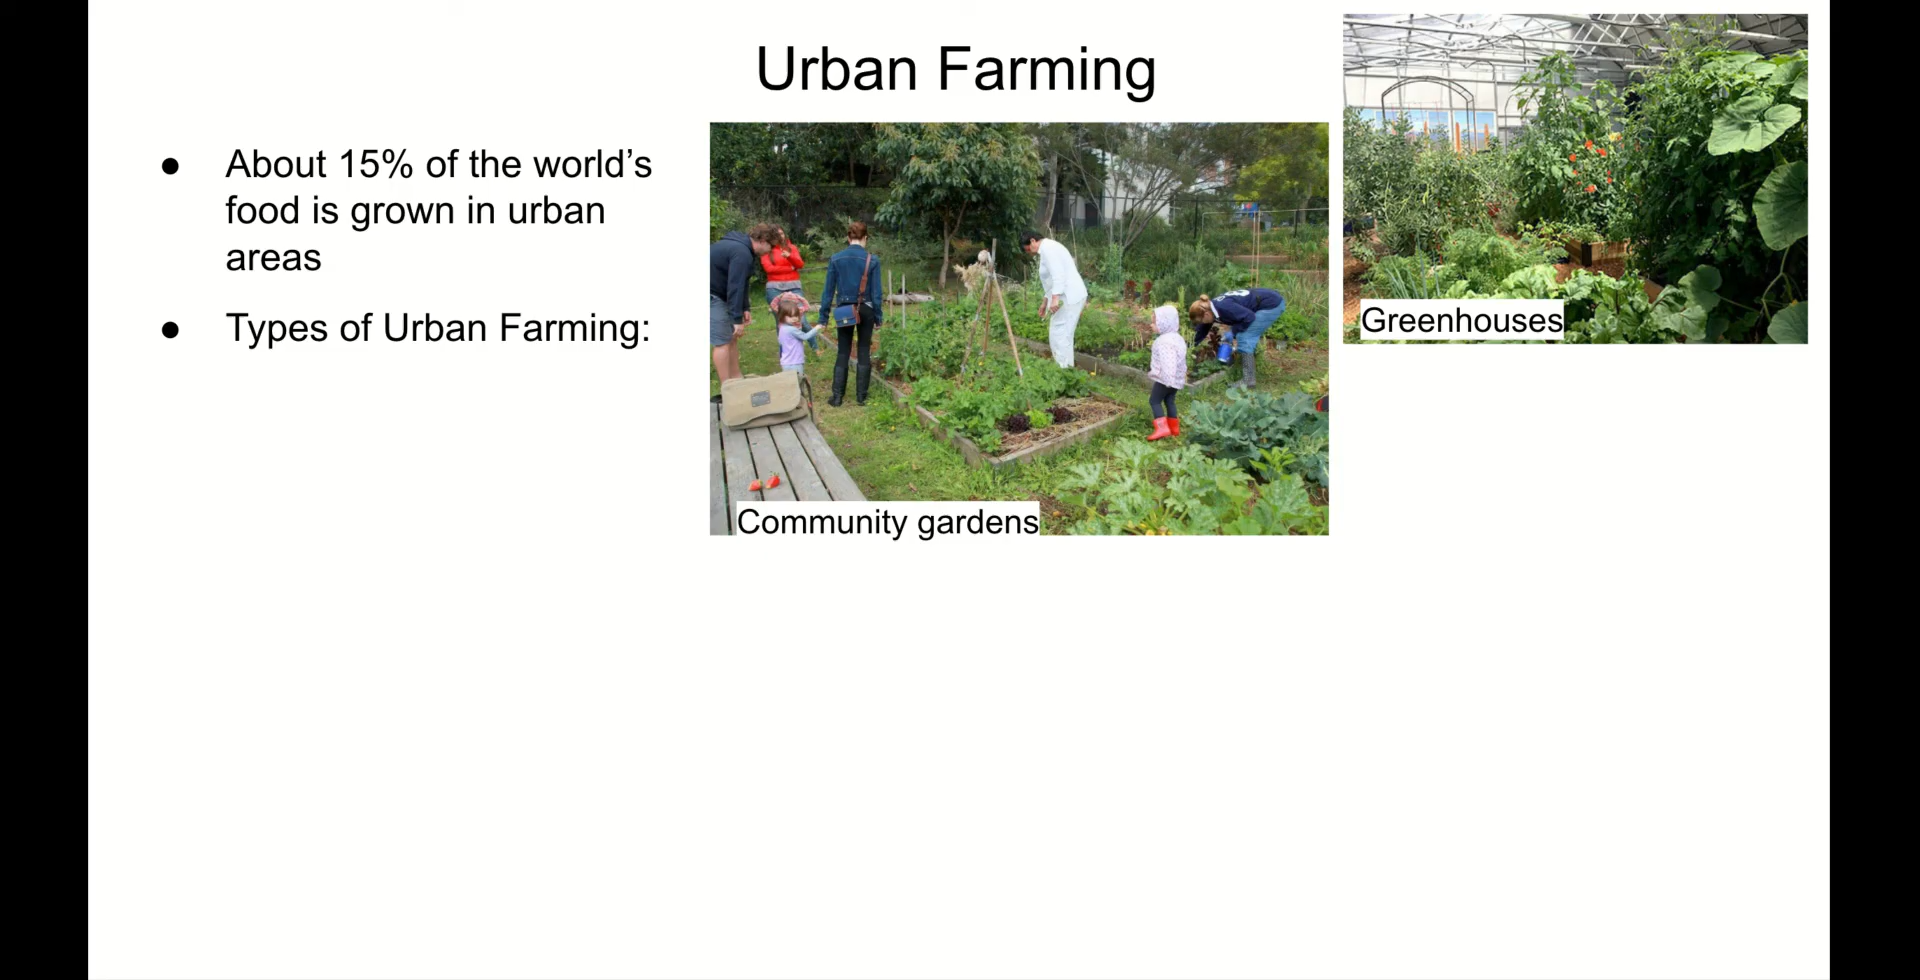 Urban Farming
● About 15% of the world’s
food is grown in urban
areas
● Types of Urban Farming:
Greenhouses
Community gardens